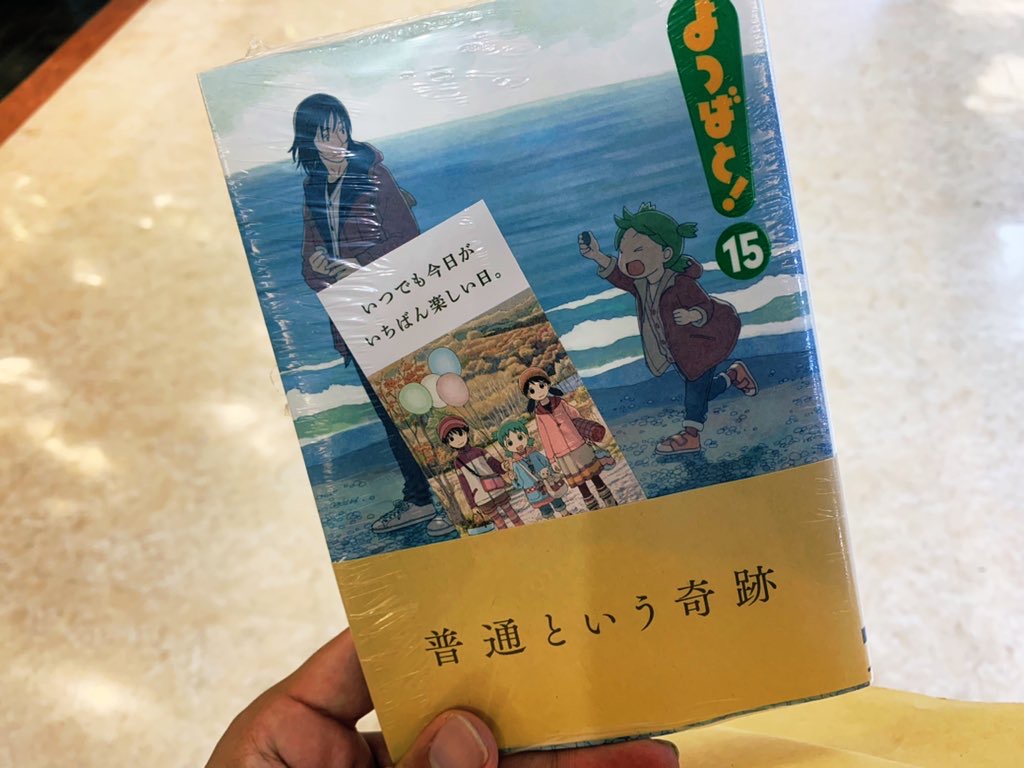 よつばと!
15
いつでも今日が
いちばん楽しい日。
普通という奇跡